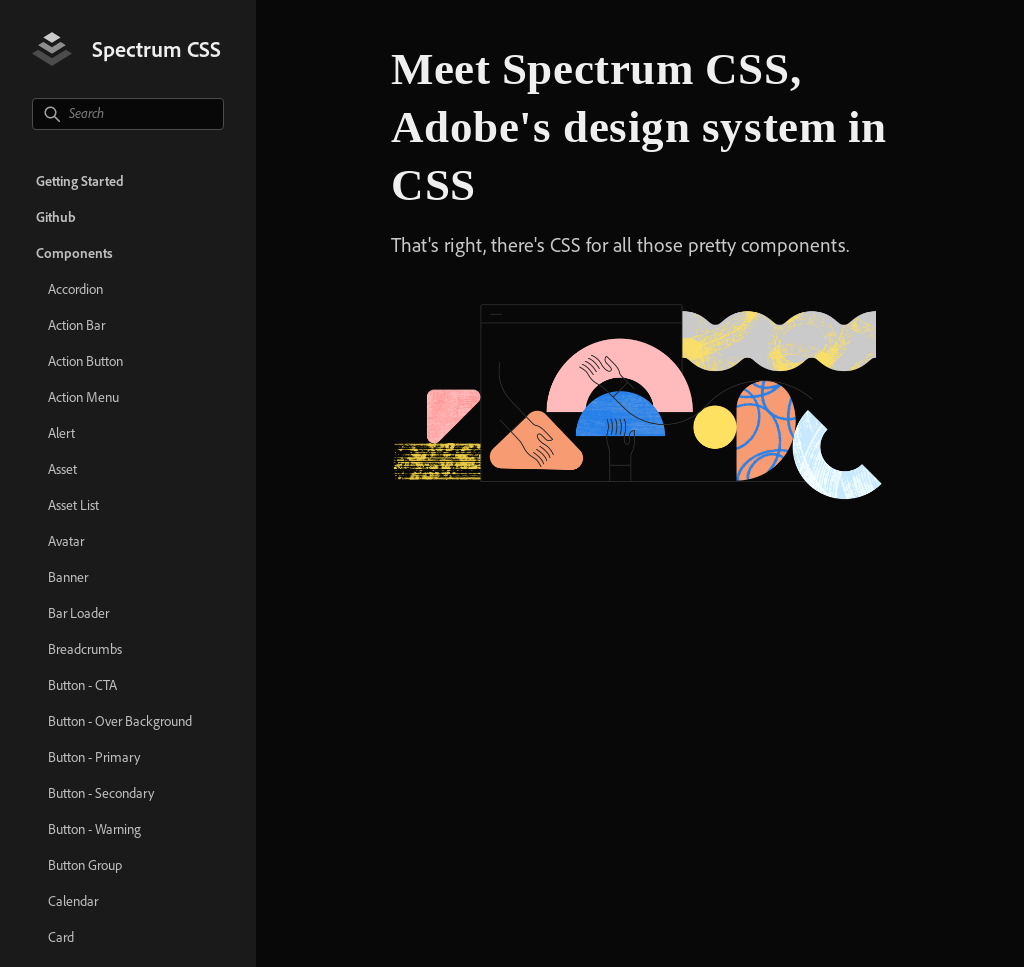 Spectrum CSS
Search
Getting Started
Github
Components
Accordion
Action Bar
Action Button
Action Menu
Alert
Asset
Asset List
Avatar
Banner
Bar Loader
Breadcrumbs
Button - CTA
Button - Over Background
Button - Primary
Button - Secondary
Button - Warning
Button Group
Calendar
Card
Meet Spectrum CSS,
Adobe's design system in
CSS
That's right, there's CSS for all those pretty components.